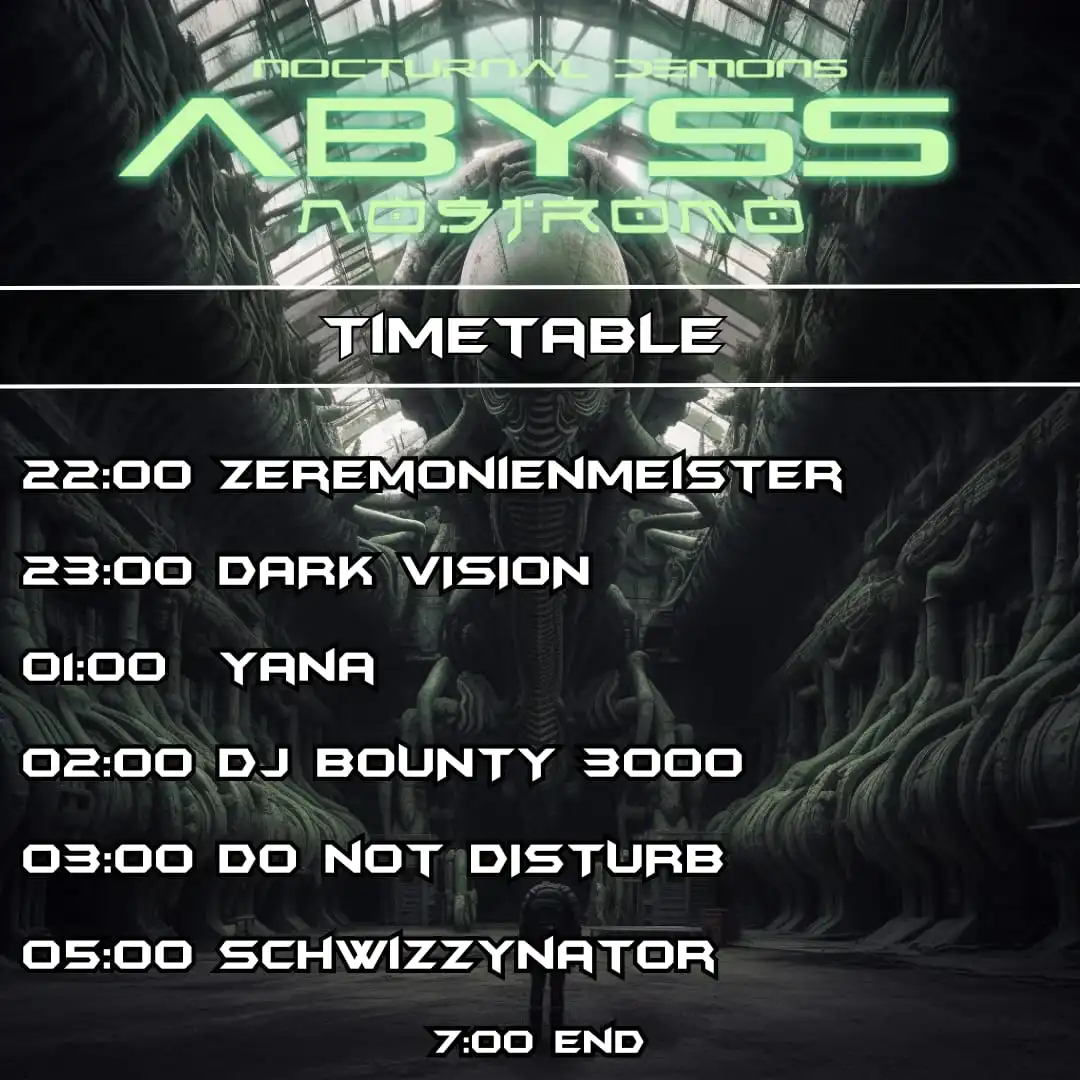 NOCTURNAL DEMONS
ABYSS
NOSTROMO
TIMETABLE
22:00 ZEREMONIENMEISTER
23:00 DARK VISION
01:00 YANA
02:00 DJ BOUNTY 3000
03:00 DO NOT DISTURB
05:00 SCHWIZZYNATOR
7:00 END